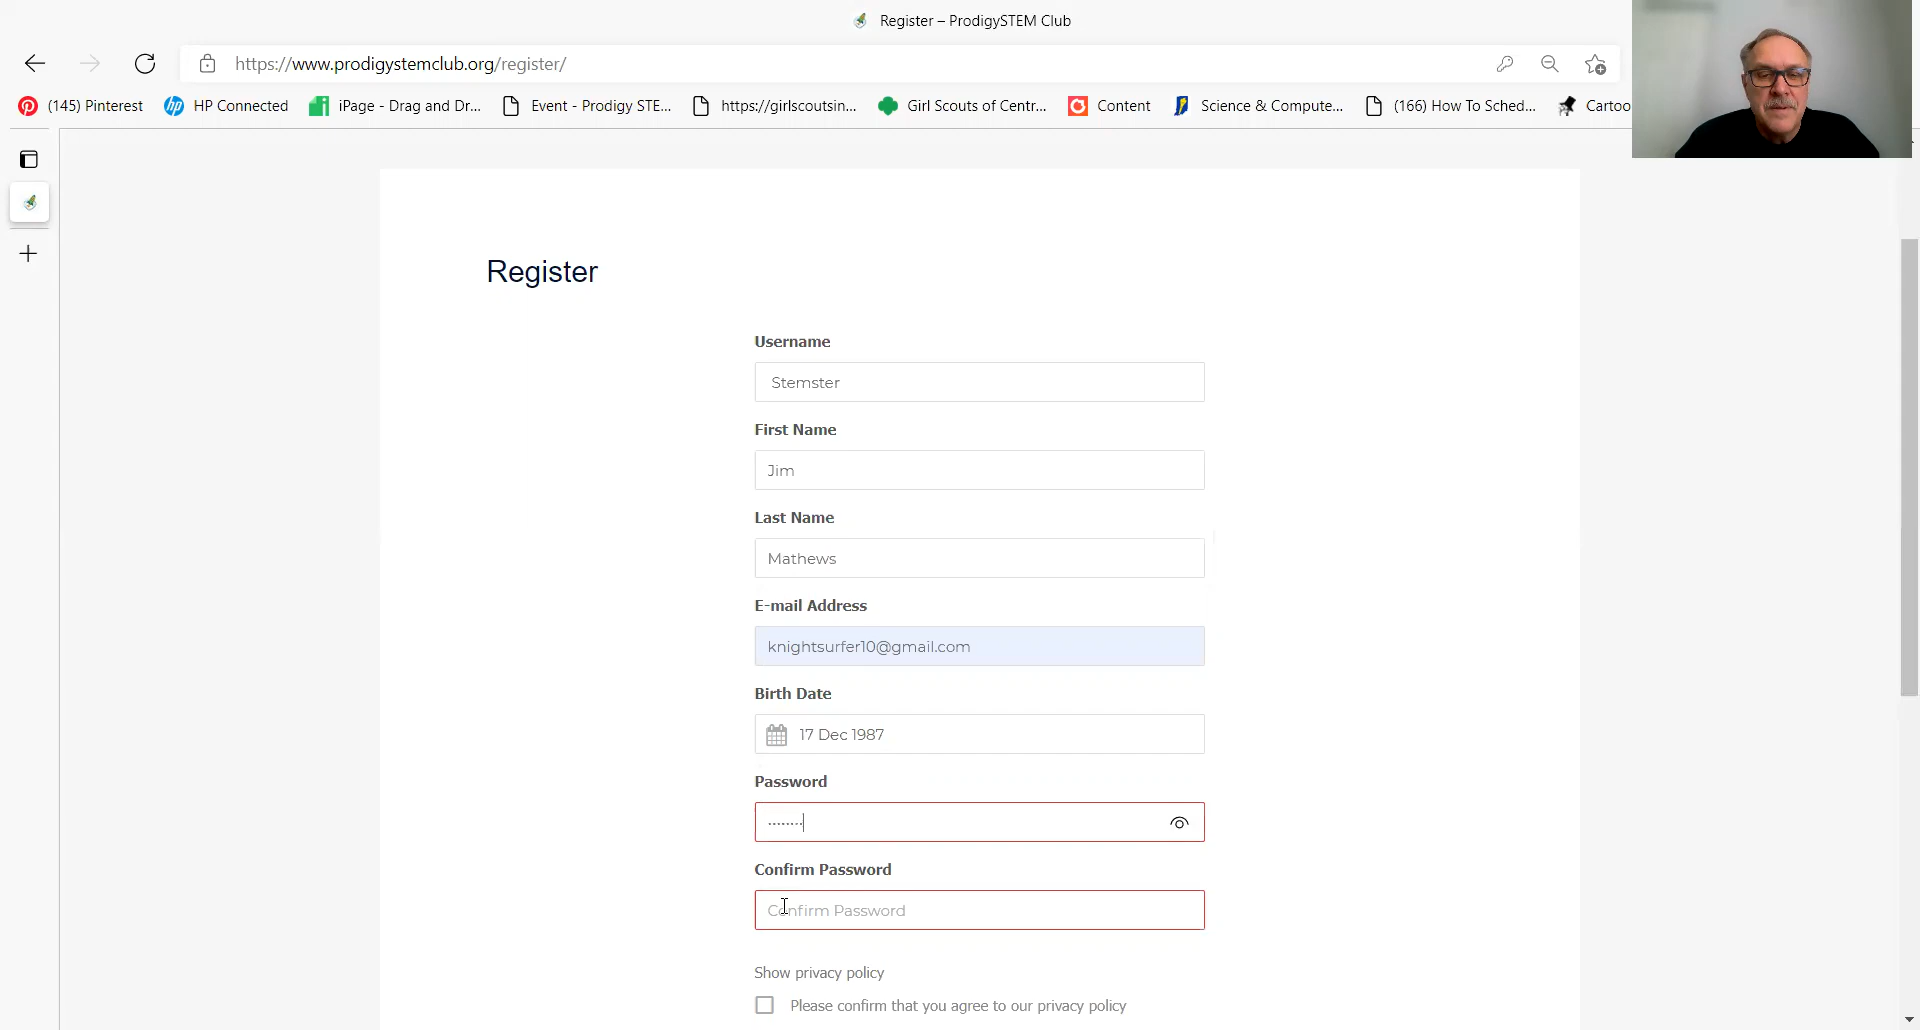 Register – ProdigySTEM Club
https://www.prodigystemclub.org/register/
(145) Pinterest HP Connected iPage - Drag and Dr... Event - Prodigy STE... https://girlscoutsin... Girl Scouts of Centr... Content Science & Compute... (166) How To Sched... Cartoo
Register
Username
Stemster
First Name
Jim
Last Name
Mathews
E-mail Address
knightsurfer10@gmail.com
Birth Date
17 Dec 1987
Password
········
Confirm Password
Confirm Password
Show privacy policy
Please confirm that you agree to our privacy policy